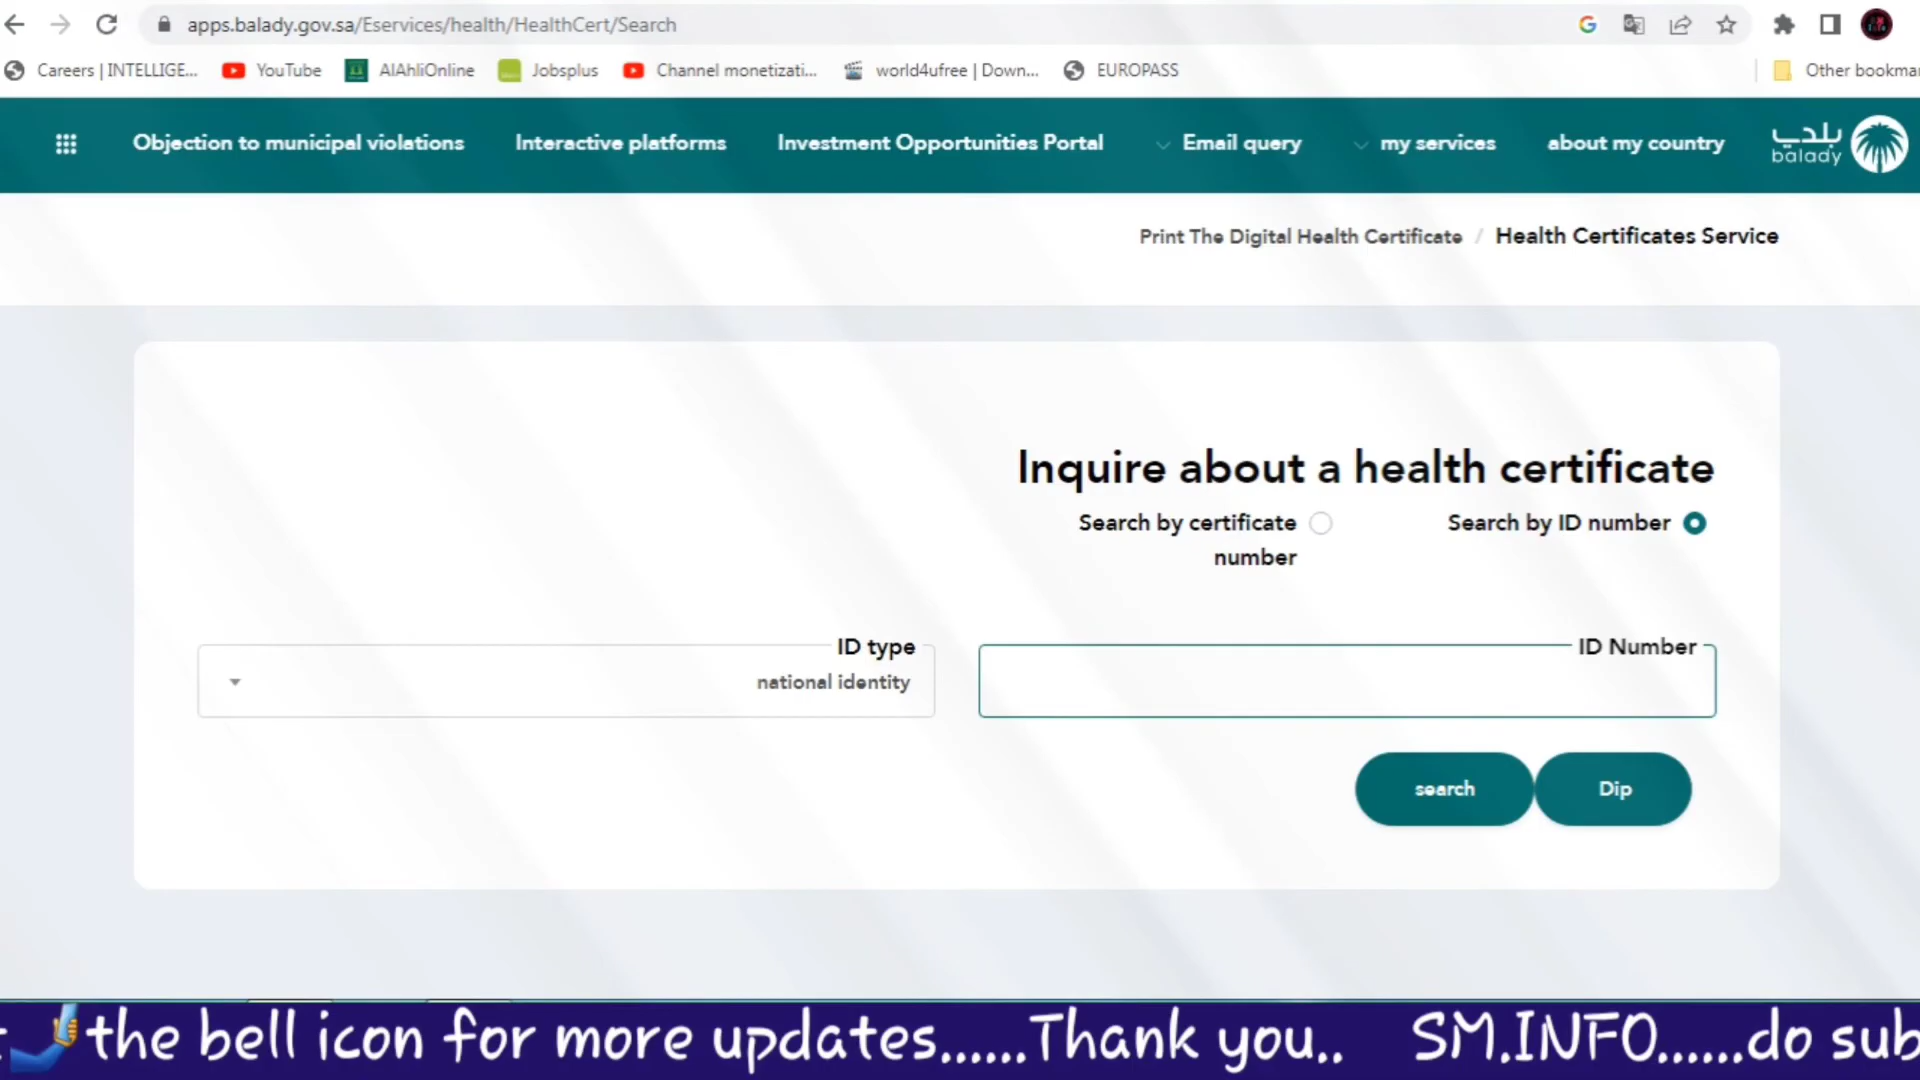 apps.balady.gov.sa/Eservices/health/HealthCert/Search
Careers | INTELLIGE... YouTube AlAhliOnline Jobsplus Channel monetizati... world4ufree | Down... EUROPASS Other bookmar
Objection to municipal violations Interactive platforms Investment Opportunities Portal Email query my services about my country بلدي
balady
Print The Digital Health Certificate / Health Certificates Service
Inquire about a health certificate
Search by certificate number
Search by ID number
ID type
national identity
ID Number
search Dip
the bell icon for more updates......Thank you.. SM.INFO......do sub